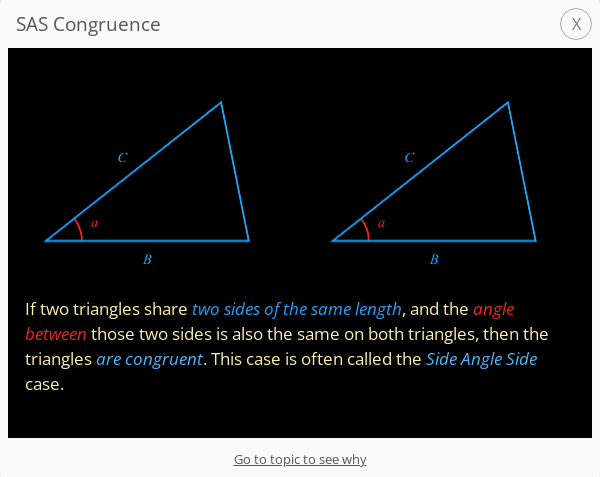 SAS Congruence
X
C
C
a
a
B
B
If two triangles share two sides of the same length, and the angle
between those two sides is also the same on both triangles, then the
triangles are congruent. This case is often called the Side Angle Side
case.
Go to topic to see why